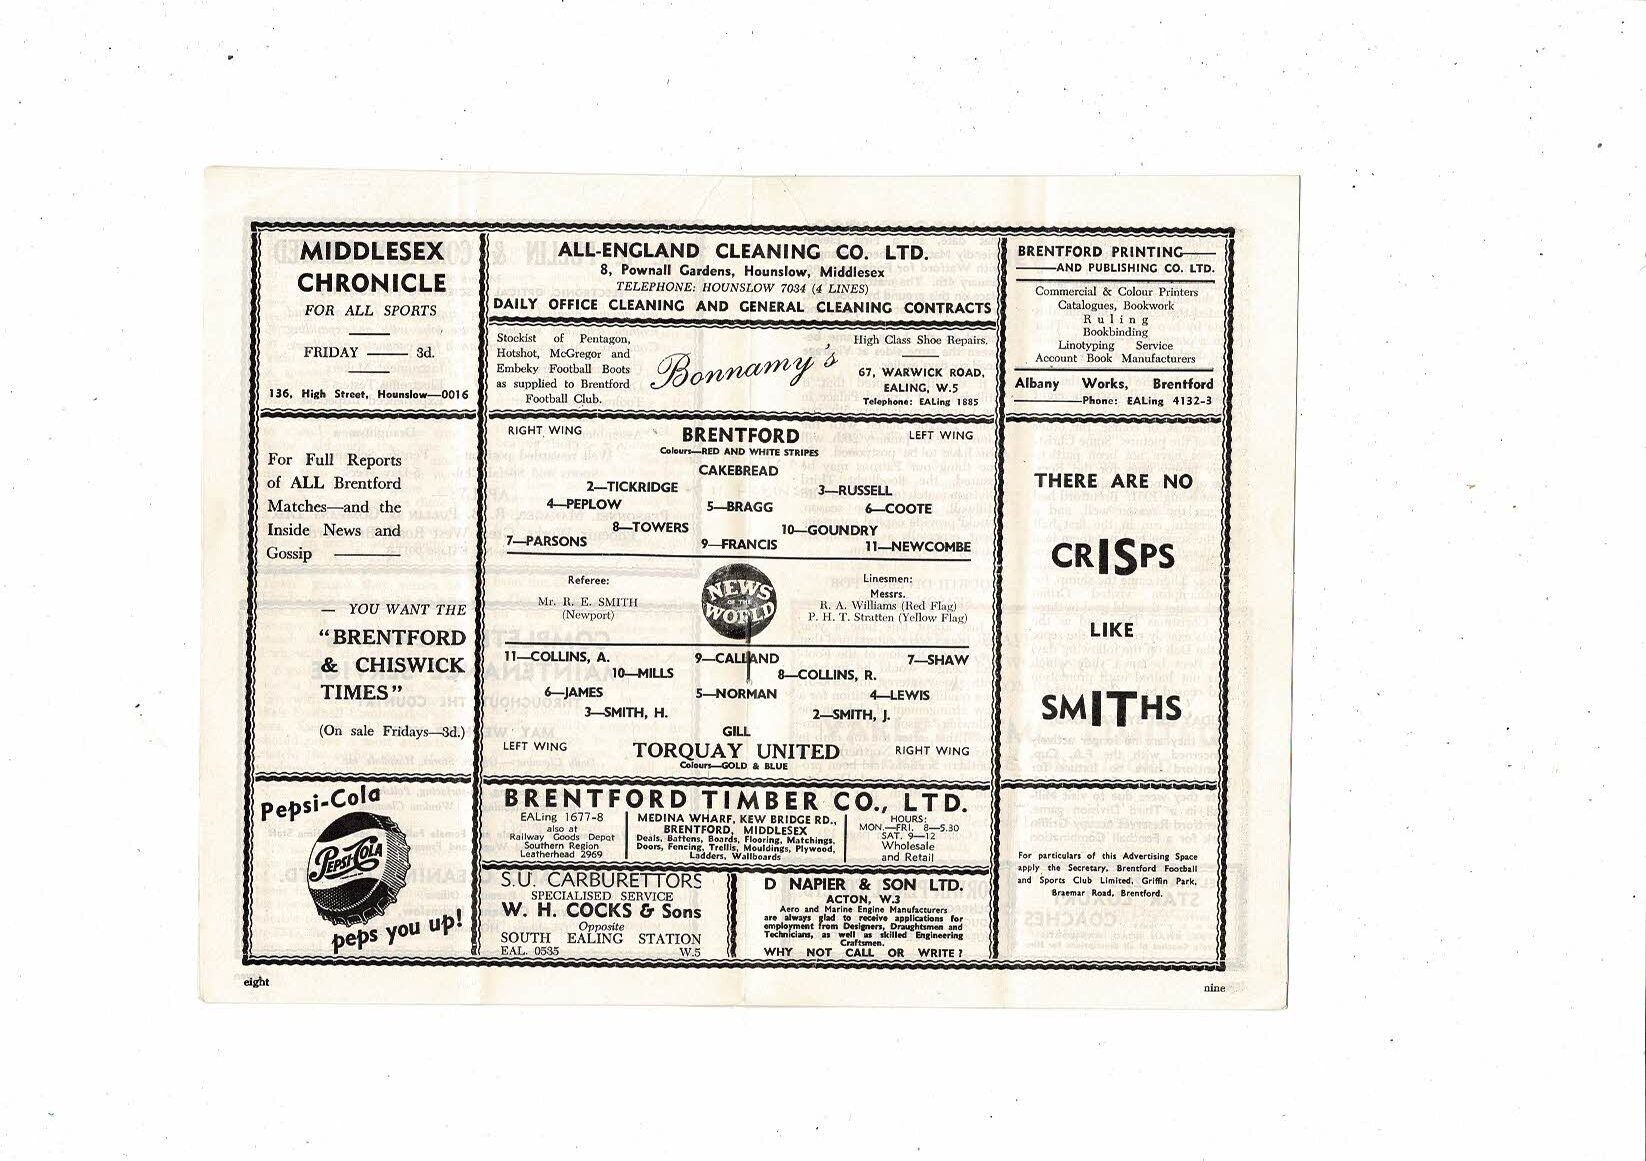 MIDDLESEX
CHRONICLE
FOR ALL SPORTS
FRIDAY —— 3d.
136, High Street, Hounslow—0016
ALL-ENGLAND CLEANING CO. LTD.
8, Pownall Gardens, Hounslow, Middlesex
TELEPHONE: HOUNSLOW 7034 (4 LINES)
DAILY OFFICE CLEANING AND GENERAL CLEANING CONTRACTS
Stockist of Pentagon,
Hotshot, McGregor and
Embeky Football Boots
as supplied to Brentford
Football Club.
Bonnamy's
High Class Shoe Repairs.
67, WARWICK ROAD,
EALING, W.5
Telephone: EALing 1885
BRENTFORD PRINTING——
——AND PUBLISHING CO. LTD.
Commercial & Colour Printers
Catalogues, Bookwork
Ruling
Bookbinding
Linotyping Service
Account Book Manufacturers
Albany Works, Brentford
——Phone: EALing 4132-3
For Full Reports
of ALL Brentford
Matches—and the
Inside News and
Gossip ——
— YOU WANT THE
"BRENTFORD
& CHISWICK
TIMES"
(On sale Fridays—3d.)
RIGHT WING
BRENTFORD
LEFT WING
Colours—RED AND WHITE STRIPES
CAKEBREAD
2—TICKRIDGE
3—RUSSELL
4—PEPLOW
5—BRAGG
6—COOTE
8—TOWERS
10—GOUNDRY
7—PARSONS
9—FRANCIS
11—NEWCOMBE
Referee:
Mr. R. E. SMITH
(Newport)
NEWS
OF THE
WORLD
Linesmen:
Messrs.
R. A. Williams (Red Flag)
P. H. T. Stratten (Yellow Flag)
11—COLLINS, A.
9—CALLAND
7—SHAW
10—MILLS
8—COLLINS, R.
6—JAMES
5—NORMAN
4—LEWIS
3—SMITH, H.
2—SMITH, J.
GILL
LEFT WING
TORQUAY UNITED
RIGHT WING
Colours—GOLD & BLUE
THERE ARE NO
CRISPS
LIKE
SMITHS
Pepsi-Cola
PEPSI-COLA
peps you up!
BRENTFORD TIMBER CO., LTD.
EALing 1677-8
also at
Railway Goods Depot
Southern Region
Leatherhead 2969
MEDINA WHARF, KEW BRIDGE RD.,
BRENTFORD, MIDDLESEX
Deals, Battens, Boards, Flooring, Matchings,
Doors, Fencing, Trellis, Mouldings, Plywood,
Ladders, Wallboards
HOURS:
MON.—FRI. 8—5.30
SAT. 9—12
Wholesale
and Retail
S.U. CARBURETTORS
SPECIALISED SERVICE
W. H. COCKS & Sons
Opposite
SOUTH EALING STATION
EAL. 0535 W.5
D NAPIER & SON LTD.
ACTON, W.3
Aero and Marine Engine Manufacturers
are always glad to receive applications for
employment from Designers, Draughtsmen and
Technicians, as well as skilled Engineering
Craftsmen.
WHY NOT CALL OR WRITE?
For particulars of this Advertising Space
apply the Secretary, Brentford Football
and Sports Club Limited, Griffin Park,
Braemar Road, Brentford.
eight
nine